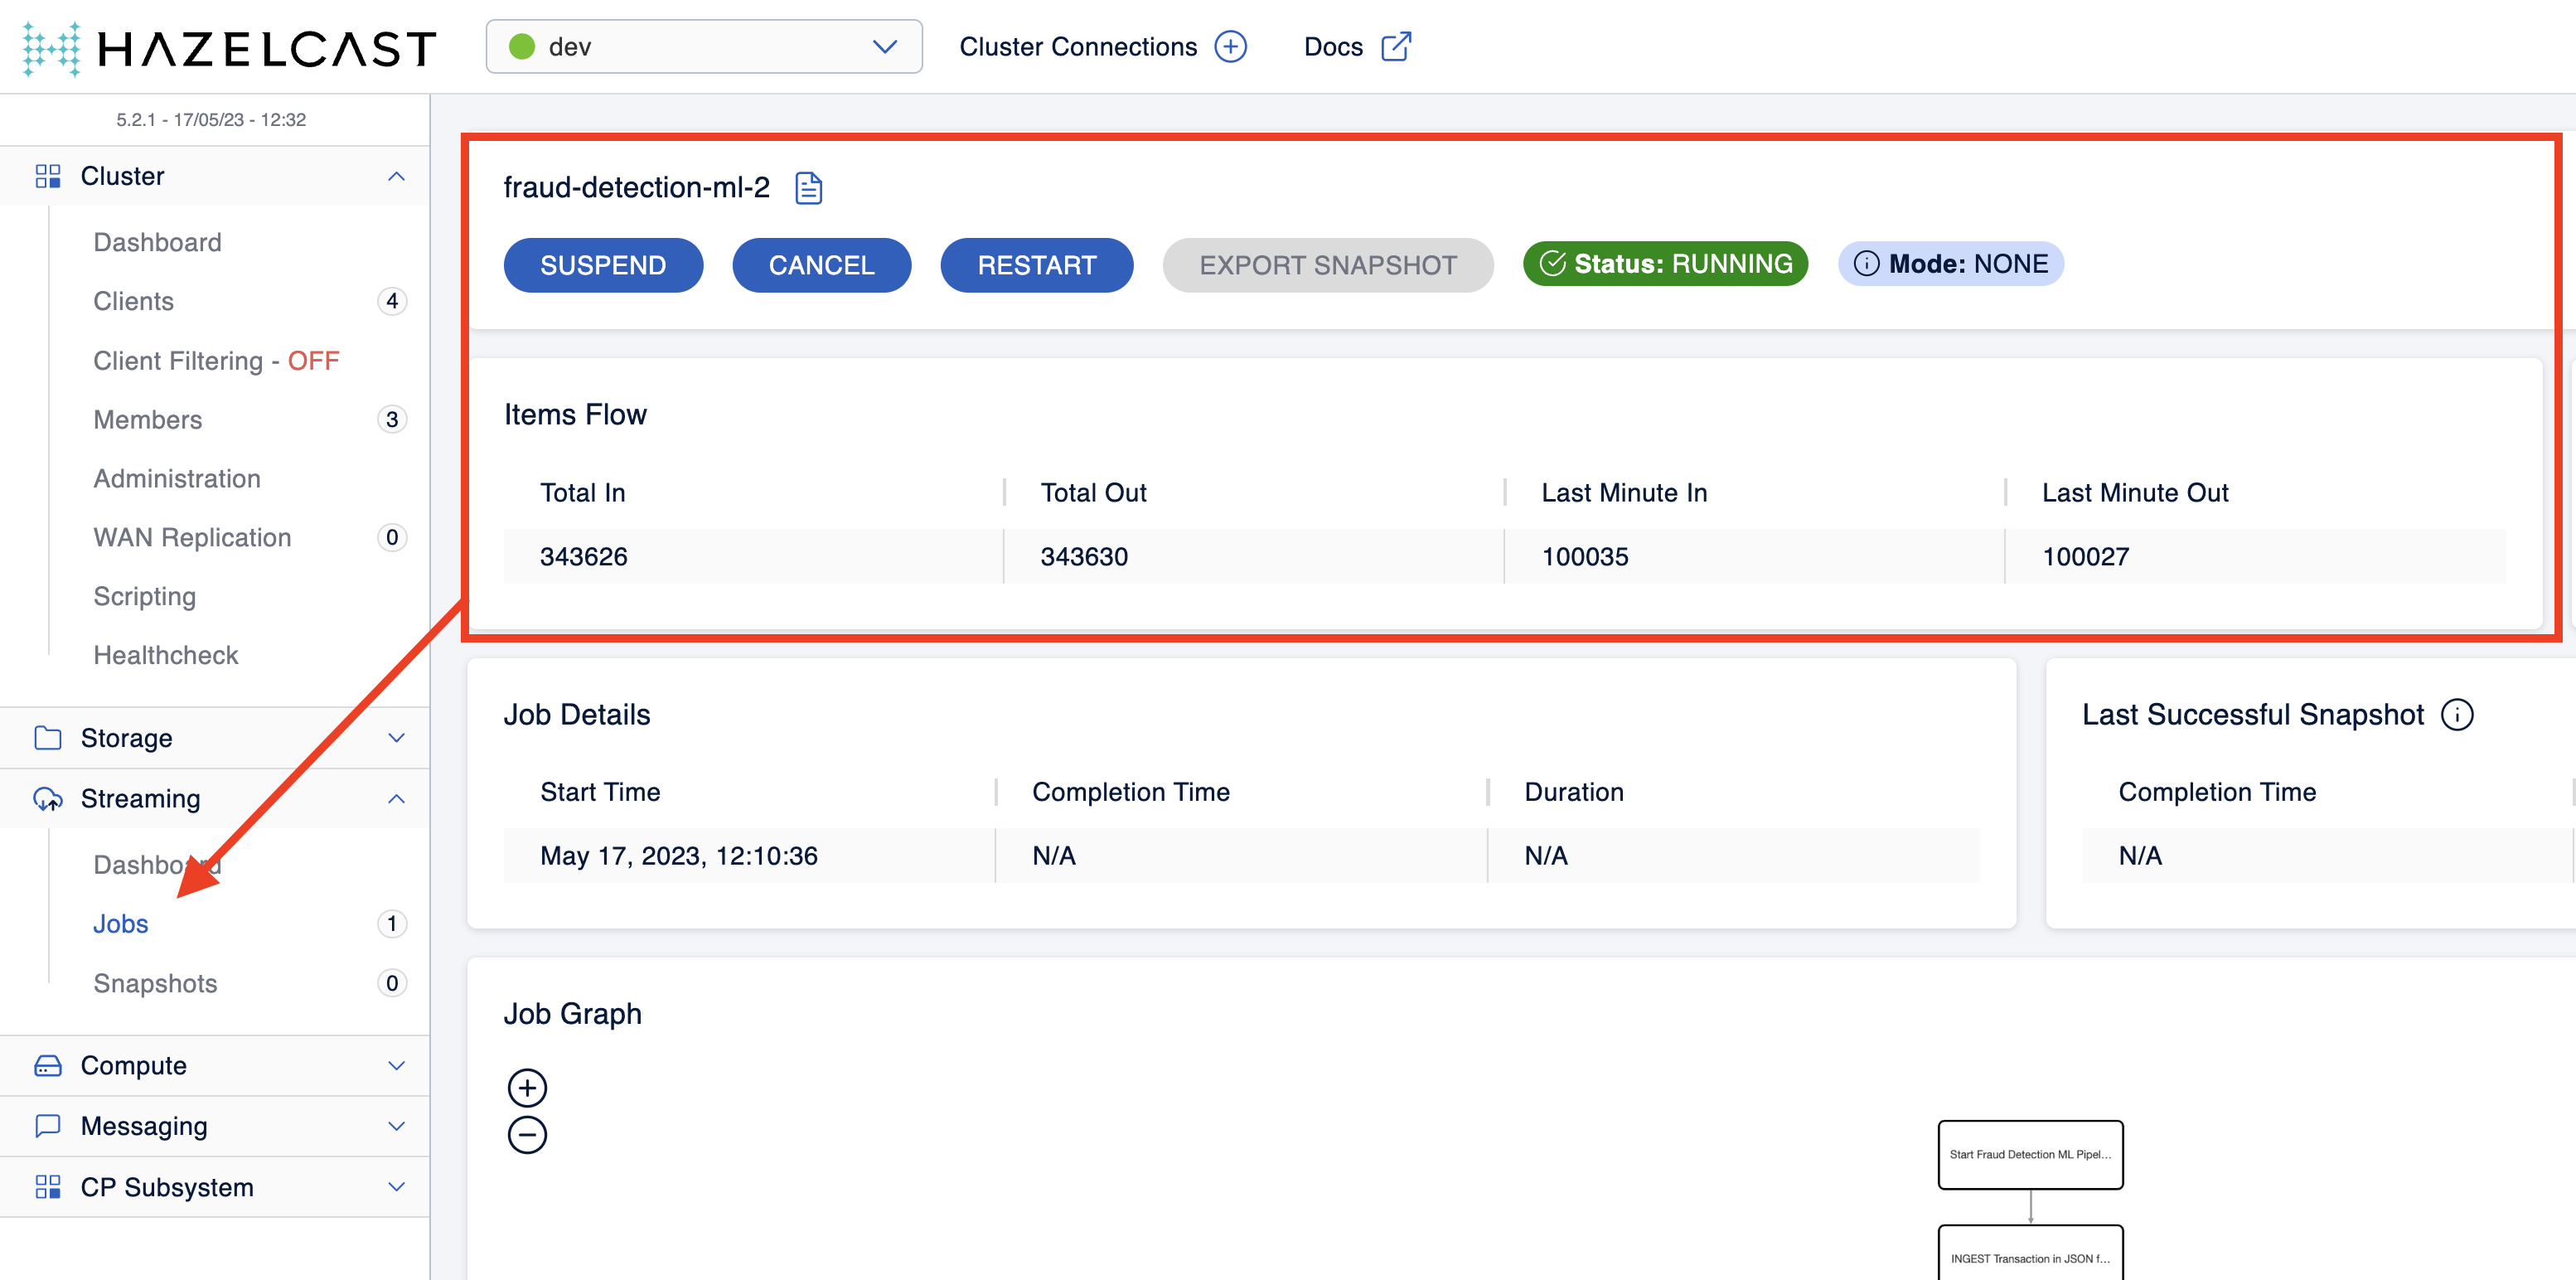 HAZELCAST
dev
Cluster Connections
Docs
5.2.1 - 17/05/23 - 12:32
Cluster
Dashboard
Clients 4
Client Filtering - OFF
Members 3
Administration
WAN Replication 0
Scripting
Healthcheck
Storage
Streaming
Dashboard
Jobs 1
Snapshots 0
Compute
Messaging
CP Subsystem
fraud-detection-ml-2
SUSPEND CANCEL RESTART EXPORT SNAPSHOT Status: RUNNING Mode: NONE
Items Flow
Total In Total Out Last Minute In Last Minute Out
343626 343630 100035 100027
Job Details
Start Time Completion Time Duration
May 17, 2023, 12:10:36 N/A N/A
Last Successful Snapshot
Completion Time
N/A
Job Graph
Start Fraud Detection ML Pipel...
INGEST Transaction in JSON f...